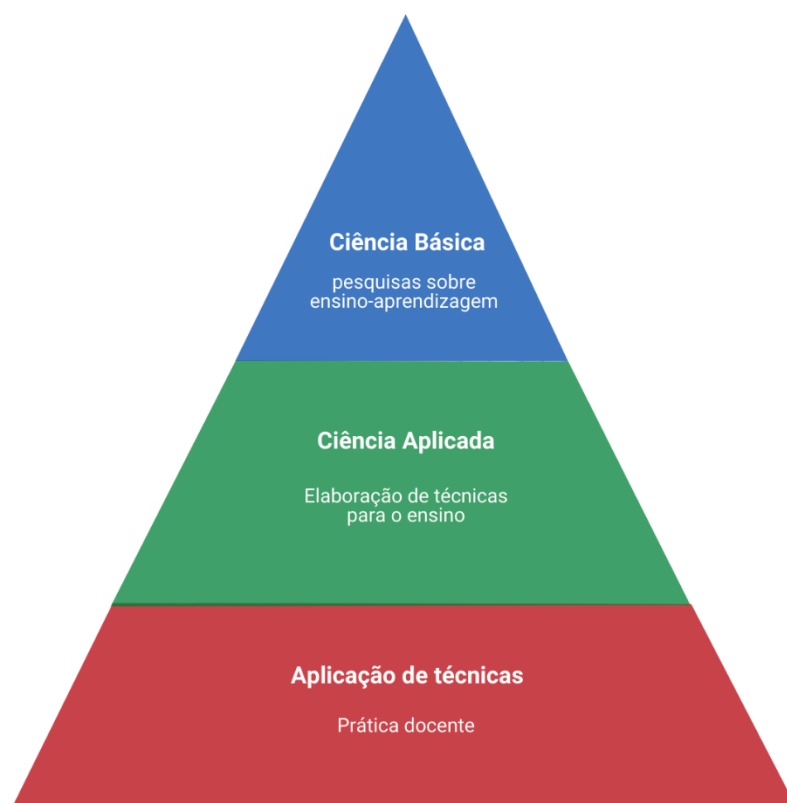 Ciência Básica
pesquisas sobre
ensino-aprendizagem
Ciência Aplicada
Elaboração de técnicas
para o ensino
Aplicação de técnicas
Prática docente